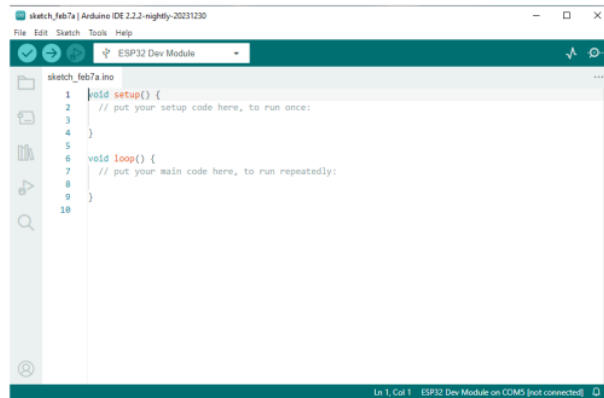 sketch_feb7a | Arduino IDE 2.2.2-nightly-20231230
File Edit Sketch Tools Help
ESP32 Dev Module
sketch_feb7a.ino
1 void setup() {
2 // put your setup code here, to run once:
3
4 }
5
6 void loop() {
7 // put your main code here, to run repeatedly:
8
9 }
10
Ln 1, Col 1 ESP32 Dev Module on COM5 [not connected]